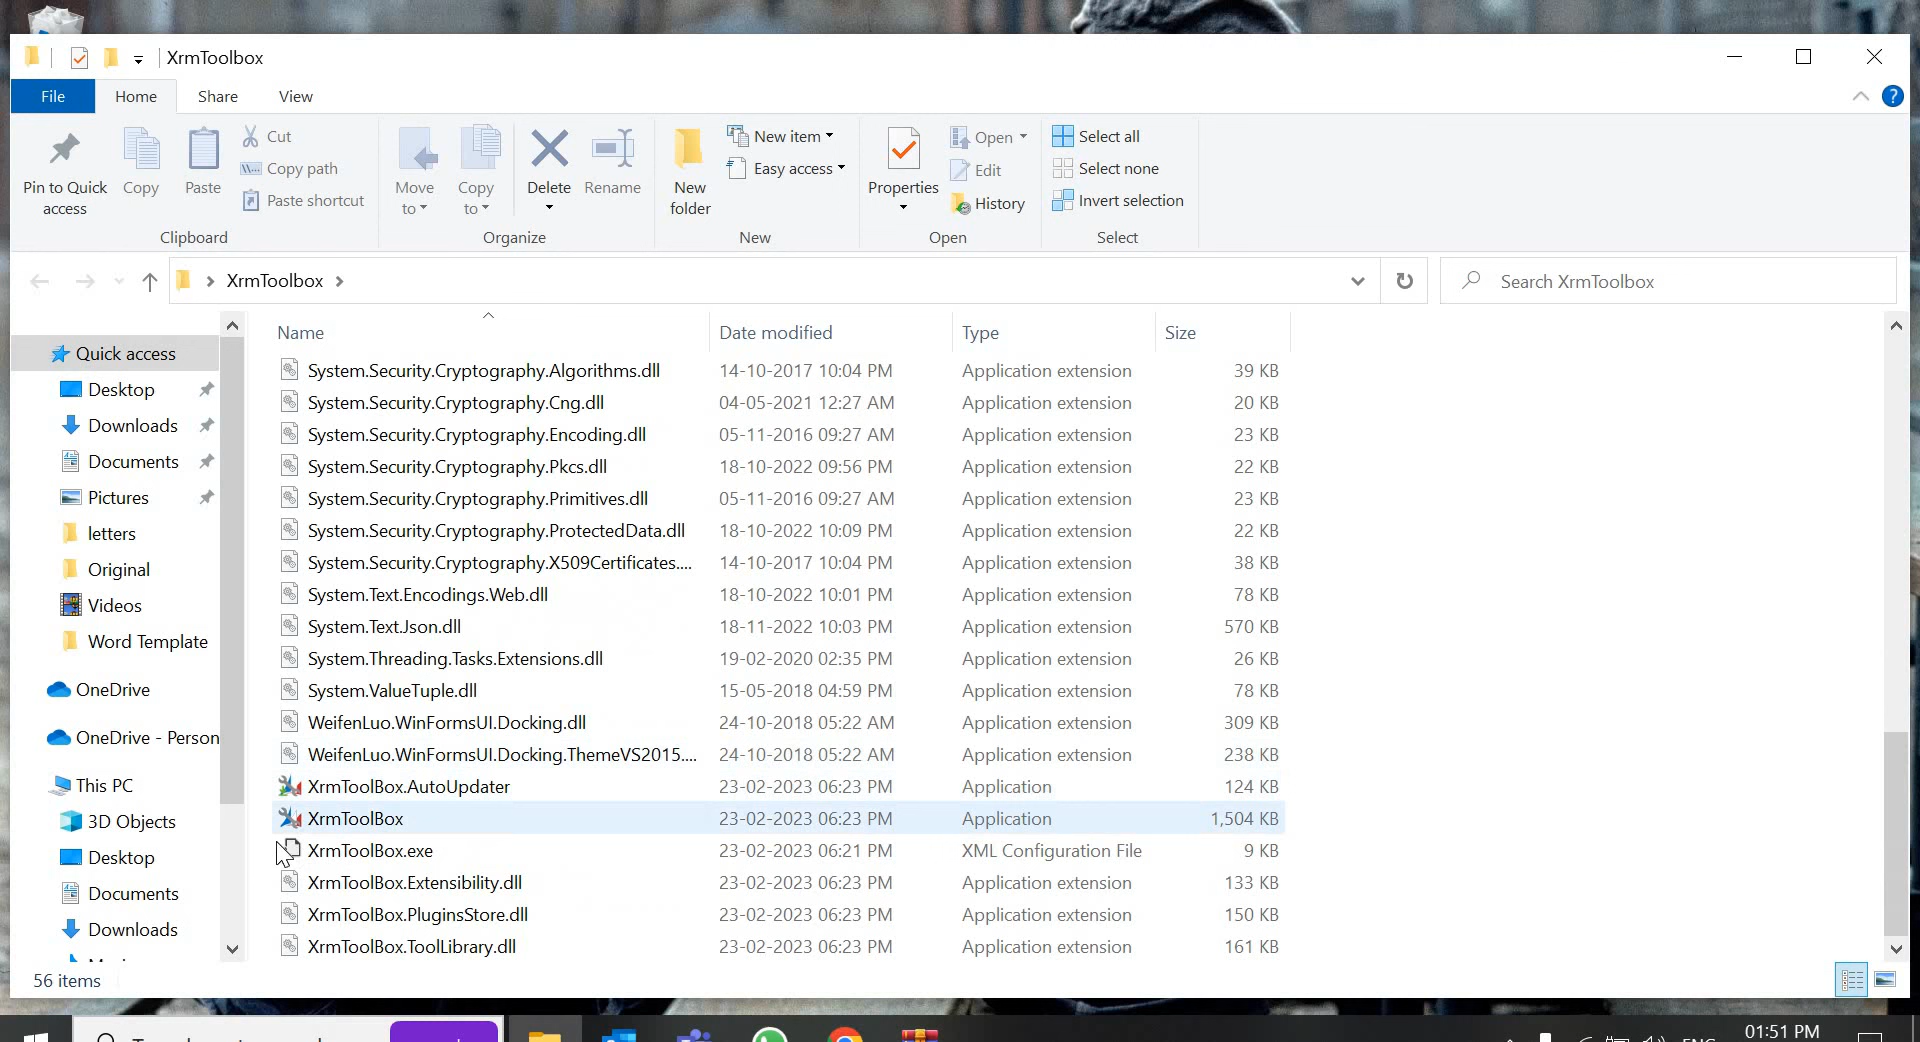 XrmToolbox
File
Home
Share
View
Pin to Quick access
Copy
Paste
Cut
Copy path
Paste shortcut
Clipboard
Move to
Copy to
Delete
Rename
Organize
New folder
New item
Easy access
New
Properties
Open
Edit
History
Open
Select all
Select none
Invert selection
Select
XrmToolbox
Search XrmToolbox
Quick access
Desktop
Downloads
Documents
Pictures
letters
Original
Videos
Word Template
OneDrive
OneDrive - Person
This PC
3D Objects
Desktop
Documents
Downloads
Name Date modified Type Size
System.Security.Cryptography.Algorithms.dll 14-10-2017 10:04 PM Application extension 39 KB
System.Security.Cryptography.Cng.dll 04-05-2021 12:27 AM Application extension 20 KB
System.Security.Cryptography.Encoding.dll 05-11-2016 09:27 AM Application extension 23 KB
System.Security.Cryptography.Pkcs.dll 18-10-2022 09:56 PM Application extension 22 KB
System.Security.Cryptography.Primitives.dll 05-11-2016 09:27 AM Application extension 23 KB
System.Security.Cryptography.ProtectedData.dll 18-10-2022 10:09 PM Application extension 22 KB
System.Security.Cryptography.X509Certificates.... 14-10-2017 10:04 PM Application extension 38 KB
System.Text.Encodings.Web.dll 18-10-2022 10:01 PM Application extension 78 KB
System.Text.Json.dll 18-11-2022 10:03 PM Application extension 570 KB
System.Threading.Tasks.Extensions.dll 19-02-2020 02:35 PM Application extension 26 KB
System.ValueTuple.dll 15-05-2018 04:59 PM Application extension 78 KB
WeifenLuo.WinFormsUI.Docking.dll 24-10-2018 05:22 AM Application extension 309 KB
WeifenLuo.WinFormsUI.Docking.ThemeVS2015.... 24-10-2018 05:22 AM Application extension 238 KB
XrmToolBox.AutoUpdater 23-02-2023 06:23 PM Application 124 KB
XrmToolBox 23-02-2023 06:23 PM Application 1,504 KB
XrmToolBox.exe 23-02-2023 06:21 PM XML Configuration File 9 KB
XrmToolBox.Extensibility.dll 23-02-2023 06:23 PM Application extension 133 KB
XrmToolBox.PluginsStore.dll 23-02-2023 06:23 PM Application extension 150 KB
XrmToolBox.ToolLibrary.dll 23-02-2023 06:23 PM Application extension 161 KB
56 items
01:51 PM